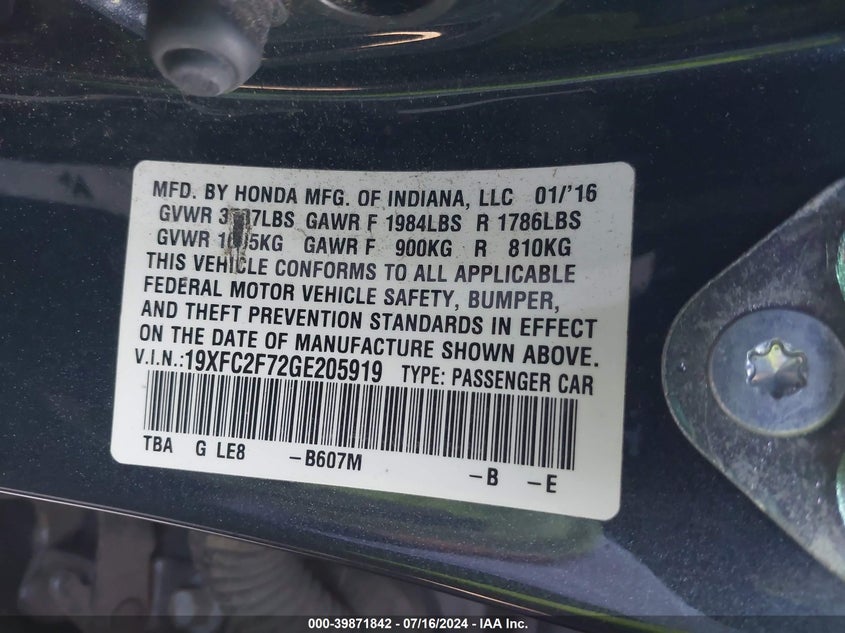 MFD. BY HONDA MFG. OF INDIANA, LLC 01/'16
GVWR GAWR F 1984LBS R 1786LBS
GVWR GAWR F 900KG R 810KG
THIS VEHICLE CONFORMS TO ALL APPLICABLE
FEDERAL MOTOR VEHICLE SAFETY, BUMPER,
AND THEFT PREVENTION STANDARDS IN EFFECT
ON THE DATE OF MANUFACTURE SHOWN ABOVE.
V.I.N.:19XFC2F72GE205919 TYPE: PASSENGER CAR
TBA G LE8 -B607M -B -E
000-39871842 / 07/16/2024 - IAA Inc.